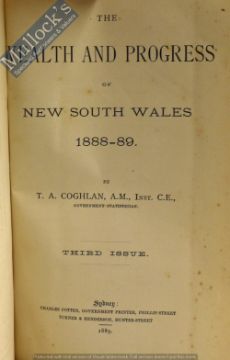 Mullock's
THE
WEALTH AND PROGRESS
OF
NEW SOUTH WALES
1888-89.
BY
T. A. COGHLAN, A.M., INST. C.E.,
GOVERNMENT STATISTICIAN.
THIRD ISSUE.
Sydney:
CHARLES POTTER, GOVERNMENT PRINTER, PHILLIP-STREET
TURNER & HENDERSON, HUNTER-STREET
1889.